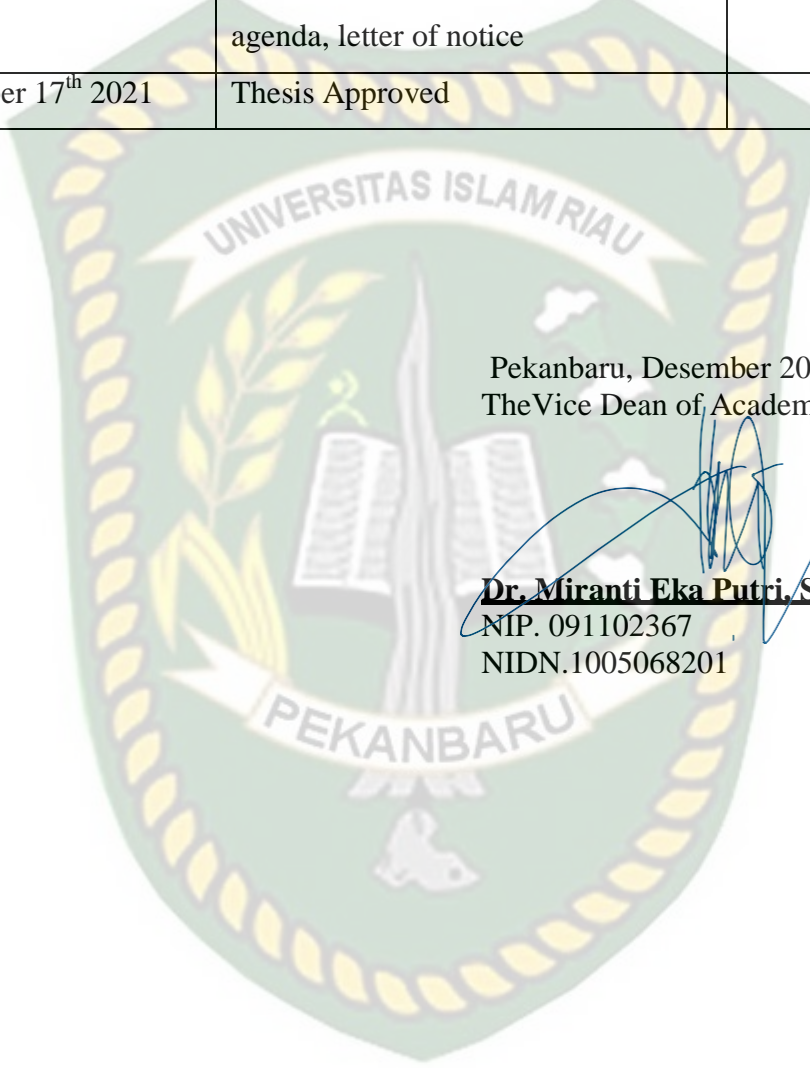 agenda, letter of notice
er 17th 2021 Thesis Approved
UNIVERSITAS ISLAM RIAU
Pekanbaru, Desember 20
TheVice Dean of Academ
Dr. Miranti Eka Putri, S
NIP. 091102367
NIDN.1005068201
PEKANBARU